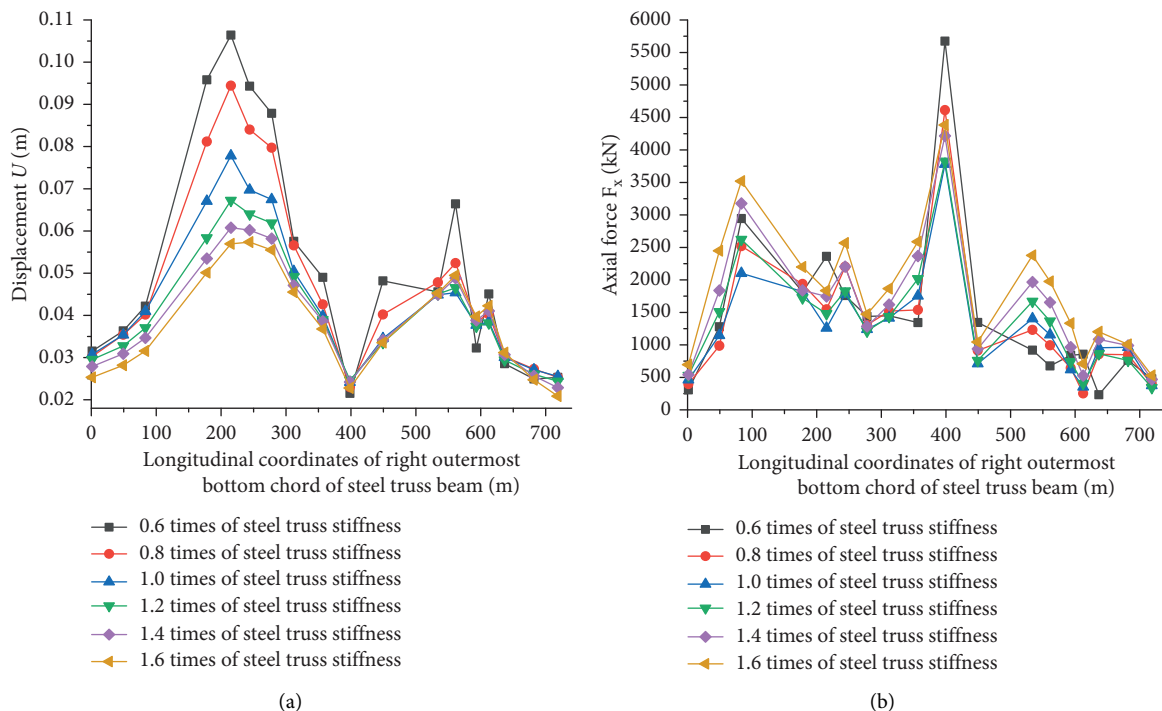 0.11
0.10
0.09
0.08
0.07
0.06
0.05
0.04
0.03
0.02
Displacement U (m)
0 100 200 300 400 500 600 700
Longitudinal coordinates of right outermost
bottom chord of steel truss beam (m)
0.6 times of steel truss stiffness
0.8 times of steel truss stiffness
1.0 times of steel truss stiffness
1.2 times of steel truss stiffness
1.4 times of steel truss stiffness
1.6 times of steel truss stiffness
(a)
6000
5500
5000
4500
4000
3500
3000
2500
2000
1500
1000
500
0
Axial force Fx (kN)
0 100 200 300 400 500 600 700
Longitudinal coordinates of right outermost
bottom chord of steel truss beam (m)
0.6 times of steel truss stiffness
0.8 times of steel truss stiffness
1.0 times of steel truss stiffness
1.2 times of steel truss stiffness
1.4 times of steel truss stiffness
1.6 times of steel truss stiffness
(b)